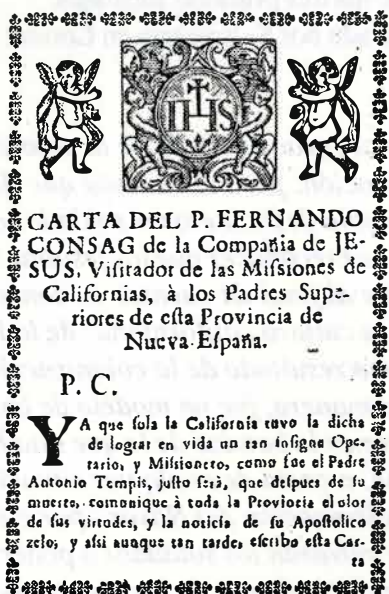 IHS
CARTA DEL P. FERNANDO
CONSAG de la Compañia de JE-
SUS, Visitador de las Missiones de
Californias, à los Padres Supe-
riores de esta Provincia de
Nueva-España.
P. C.
YA que sola la California tuvo la dicha
de lograr en vida un tan insigne Ope-
rario, y Missionero, como fue el Padre
Antonio Tempis, justo serà, que despues de su
muerte, comunique à toda la Provincia el olor
de sus virtudes, y la noticia de su Apostolico
zelo, y assi aunque tan tarde, escribo esta Car-
ta